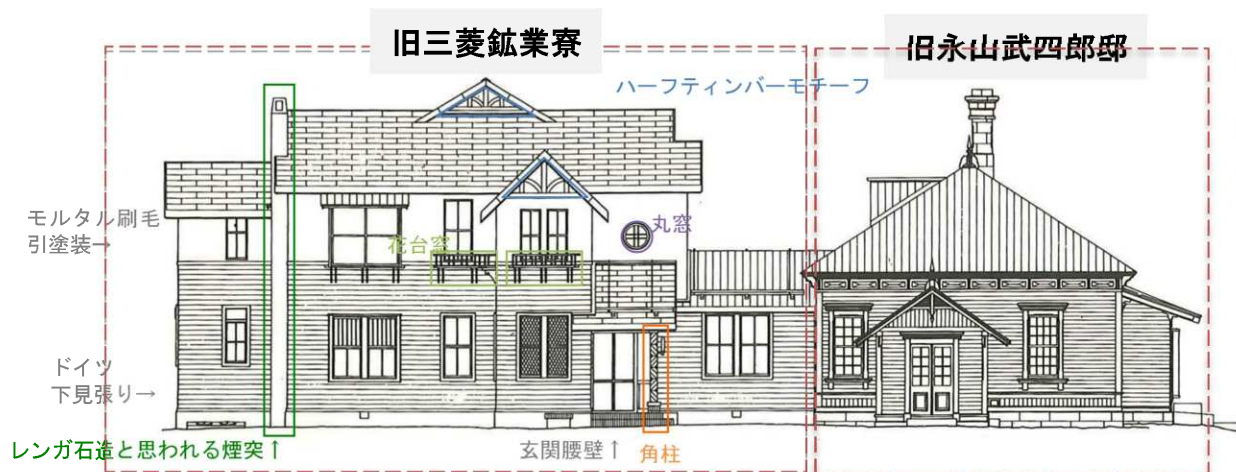 旧三菱鉱業寮
旧永山武四郎邸
ハーフティンバーモチーフ
モルタル刷毛
引塗装→
花台窓
丸窓
ドイツ
下見張り→
レンガ石造と思われる煙突↑
玄関腰壁↑
角柱